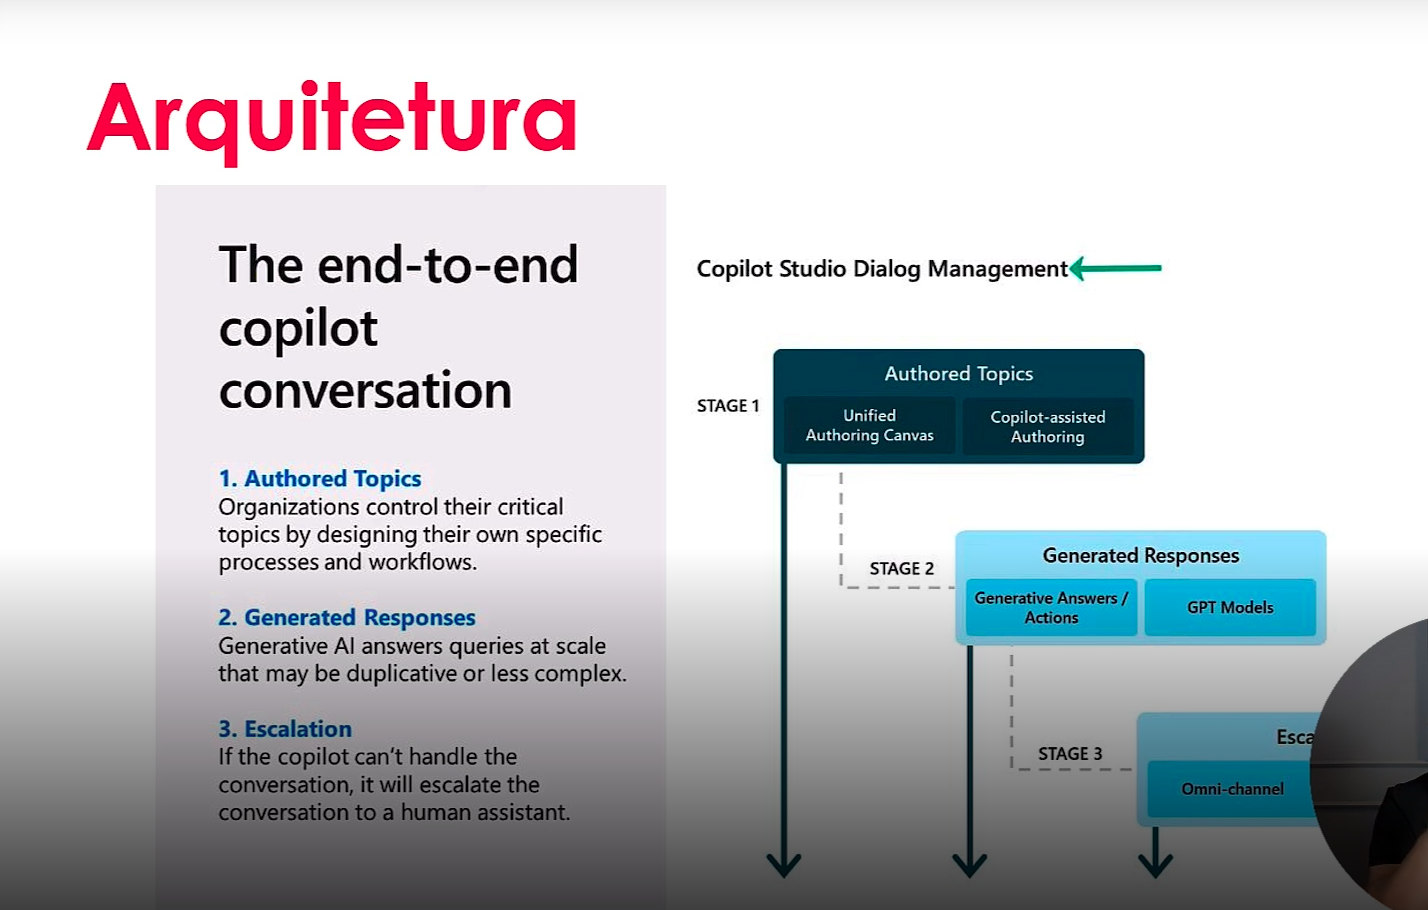 Arquitetura
The end-to-end
copilot
conversation
1. Authored Topics
Organizations control their critical
topics by designing their own specific
processes and workflows.
2. Generated Responses
Generative AI answers queries at scale
that may be duplicative or less complex.
3. Escalation
If the copilot can’t handle the
conversation, it will escalate the
conversation to a human assistant.
Copilot Studio Dialog Management
STAGE 1
Authored Topics
Unified
Authoring Canvas
Copilot-assisted
Authoring
STAGE 2
Generated Responses
Generative Answers /
Actions
GPT Models
STAGE 3
Esca
Omni-channel